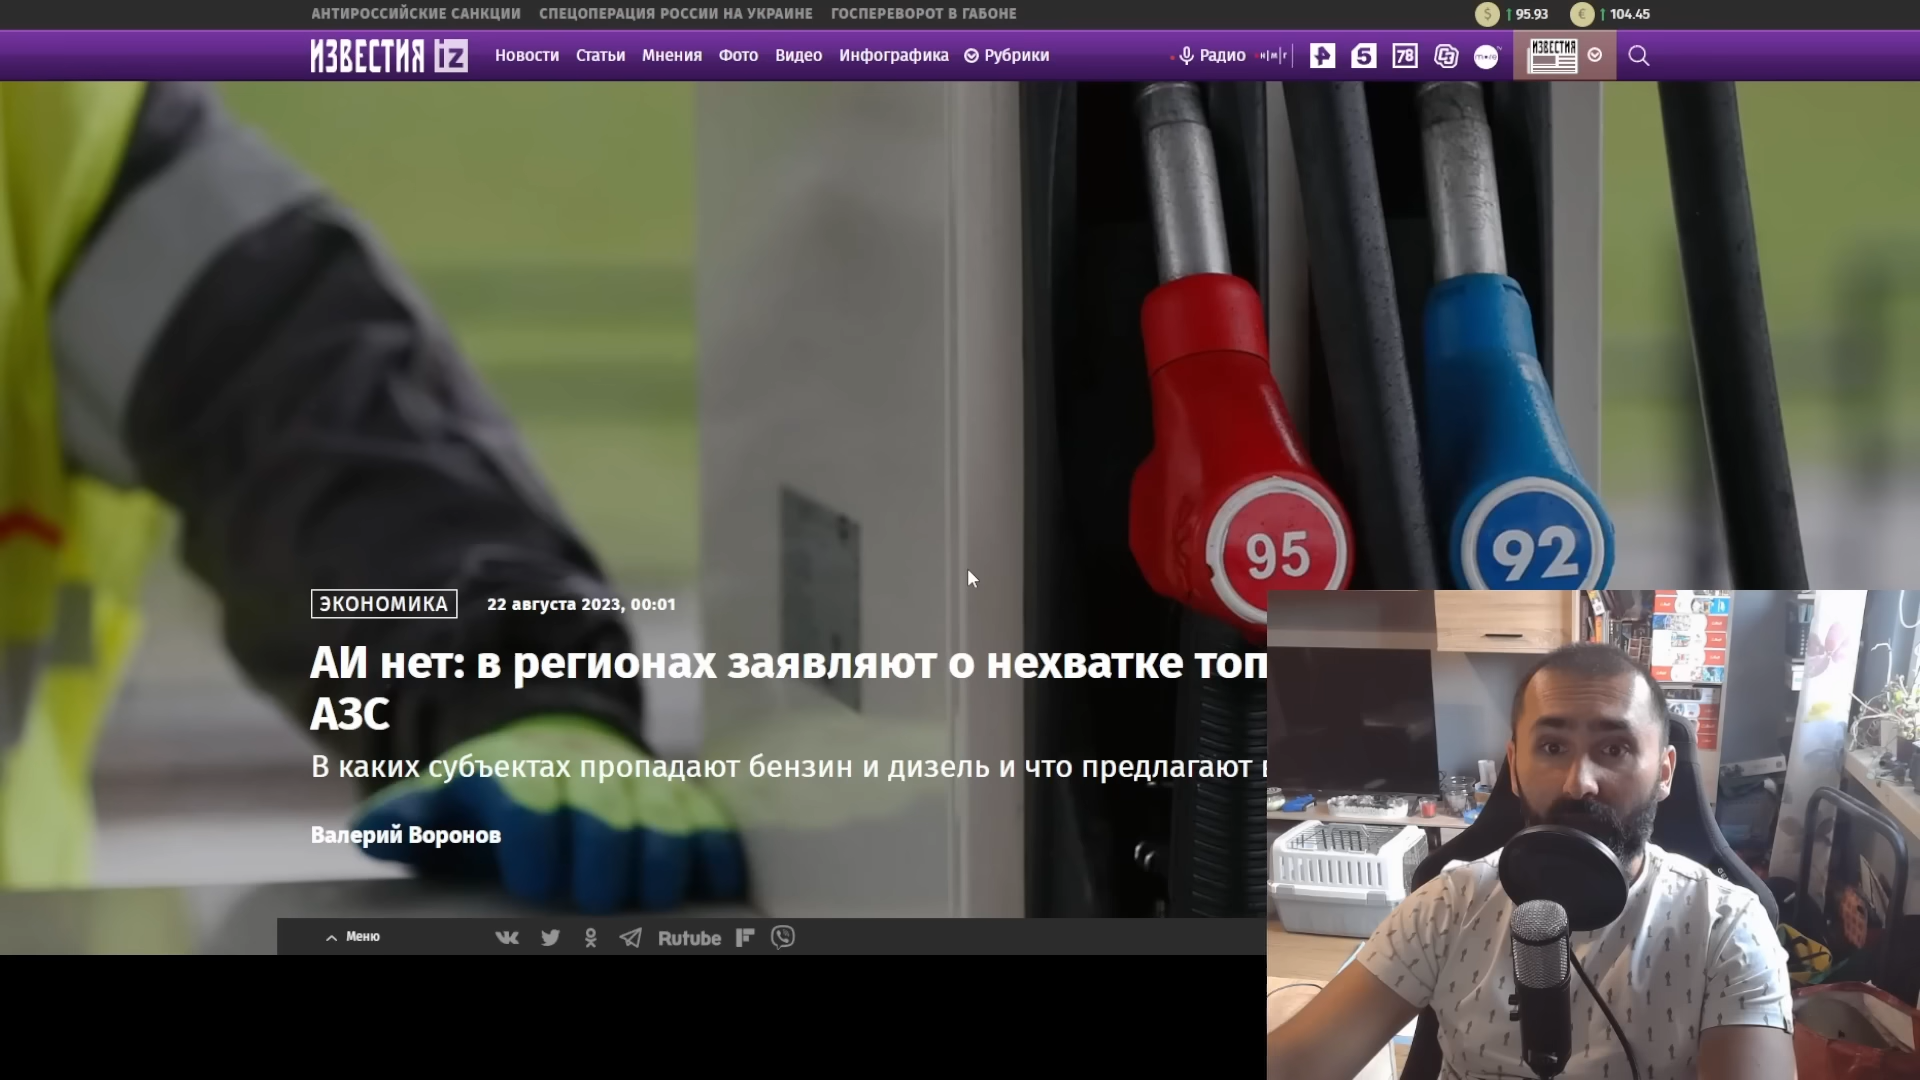 АНТИРОССИЙСКИЕ САНКЦИИ СПЕЦОПЕРАЦИЯ РОССИИ НА УКРАИНЕ ГОСПЕРЕВОРОТ В ГАБОНЕ $ 95.93 € 104.45
ИЗВЕСТИЯ iz Новости Статьи Мнения Фото Видео Инфографика Рубрики Радио 5 78 ИЗВЕСТИЯ
95 92
ЭКОНОМИКА 22 августа 2023, 00:01
АИ нет: в регионах заявляют о нехватке топ
АЗС
В каких субъектах пропадают бензин и дизель и что предлагают
Валерий Воронов
Меню Rutube